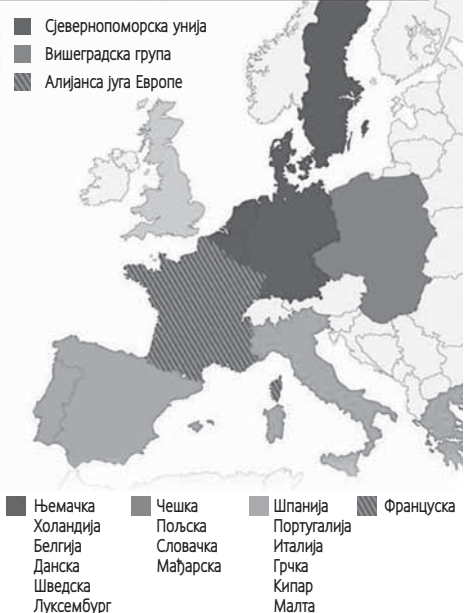 Сјевернопоморска унија
Вишеградска група
Алијанса југа Европе
Њемачка
Холандија
Белгија
Данска
Шведска
Луксембург
Чешка
Пољска
Словачка
Мађарска
Шпанија
Португалија
Италија
Грчка
Кипар
Малта
Француска